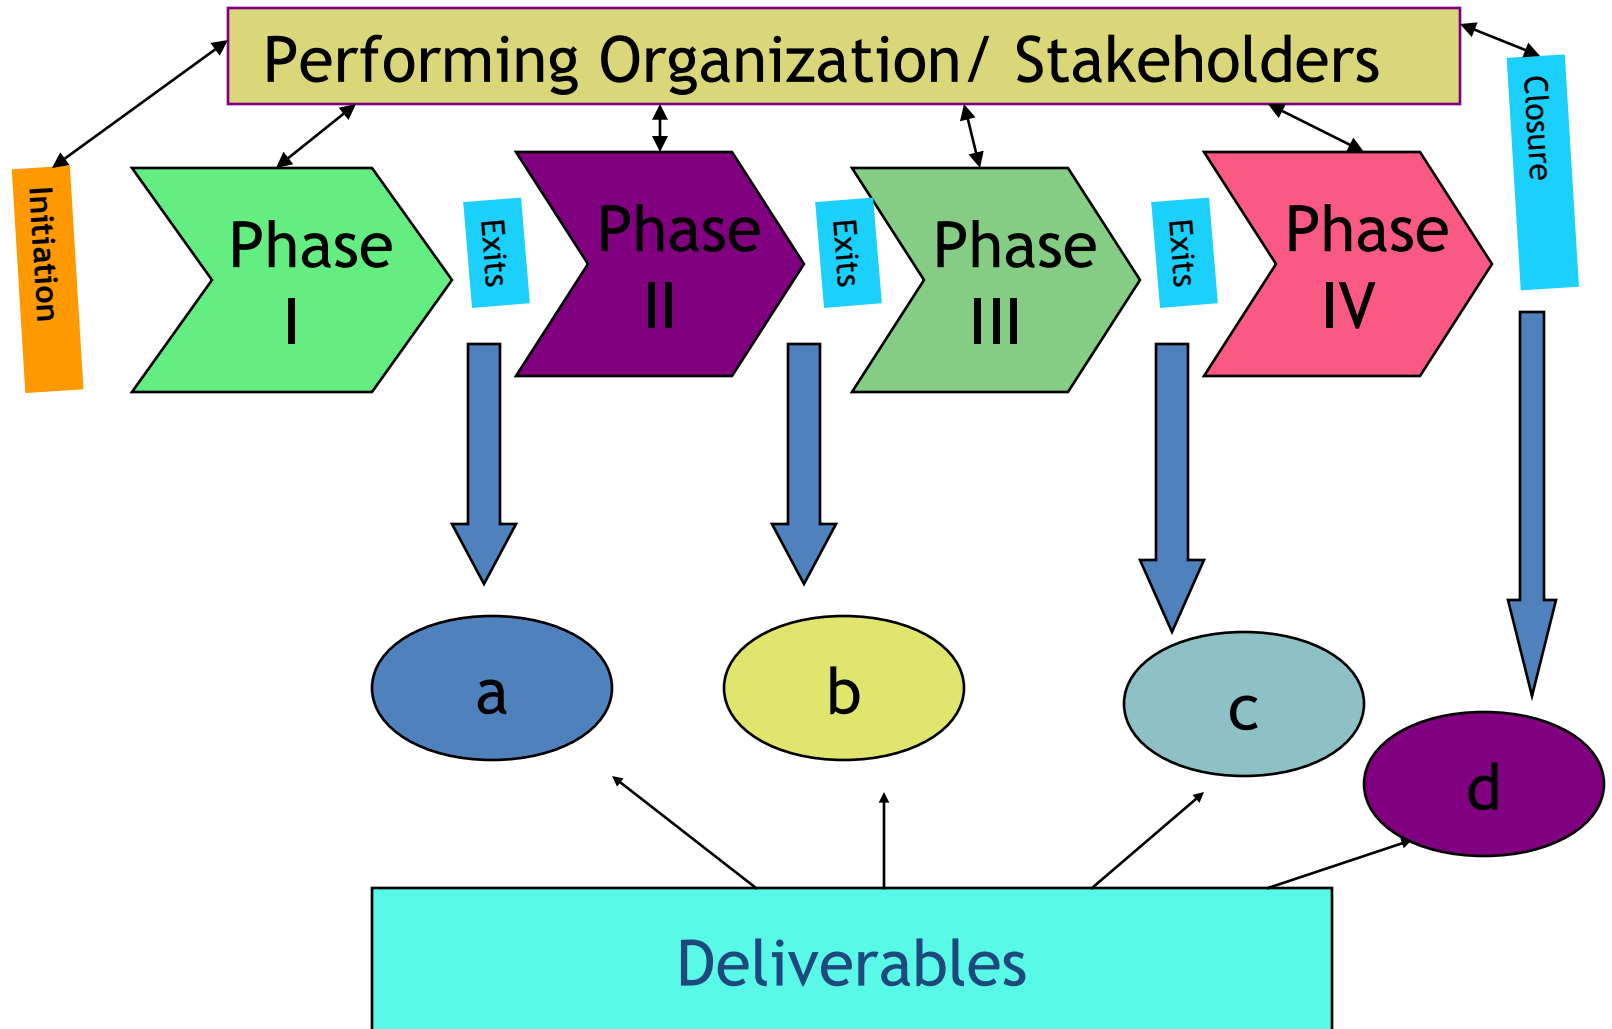 Performing Organization/ Stakeholders
Initiation
Phase
I
Exits
Phase
II
Exits
Phase
III
Exits
Phase
IV
Closure
a
b
c
d
Deliverables